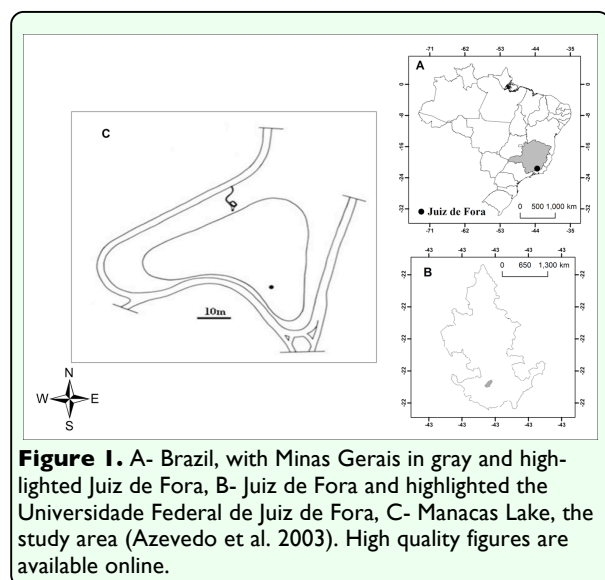 C
10m
N
W E
S
A
-71 -62 -53 -44 -35
0 0
-8 -8
-16 -16
-24 -24
-32 -32
Juiz de Fora
0 500 1,000 km
-71 -62 -53 -44 -35
-43 -43 -43 -43 -43
B
0 650 1,300 km
-22 -22
-22 -22
-22 -22
-22 -22
-22 -22
-43 -43 -43 -43 -43
Figure 1. A- Brazil, with Minas Gerais in gray and high-
lighted Juiz de Fora, B- Juiz de Fora and highlighted the
Universidade Federal de Juiz de Fora, C- Manacas Lake, the
study area (Azevedo et al. 2003). High quality figures are
available online.